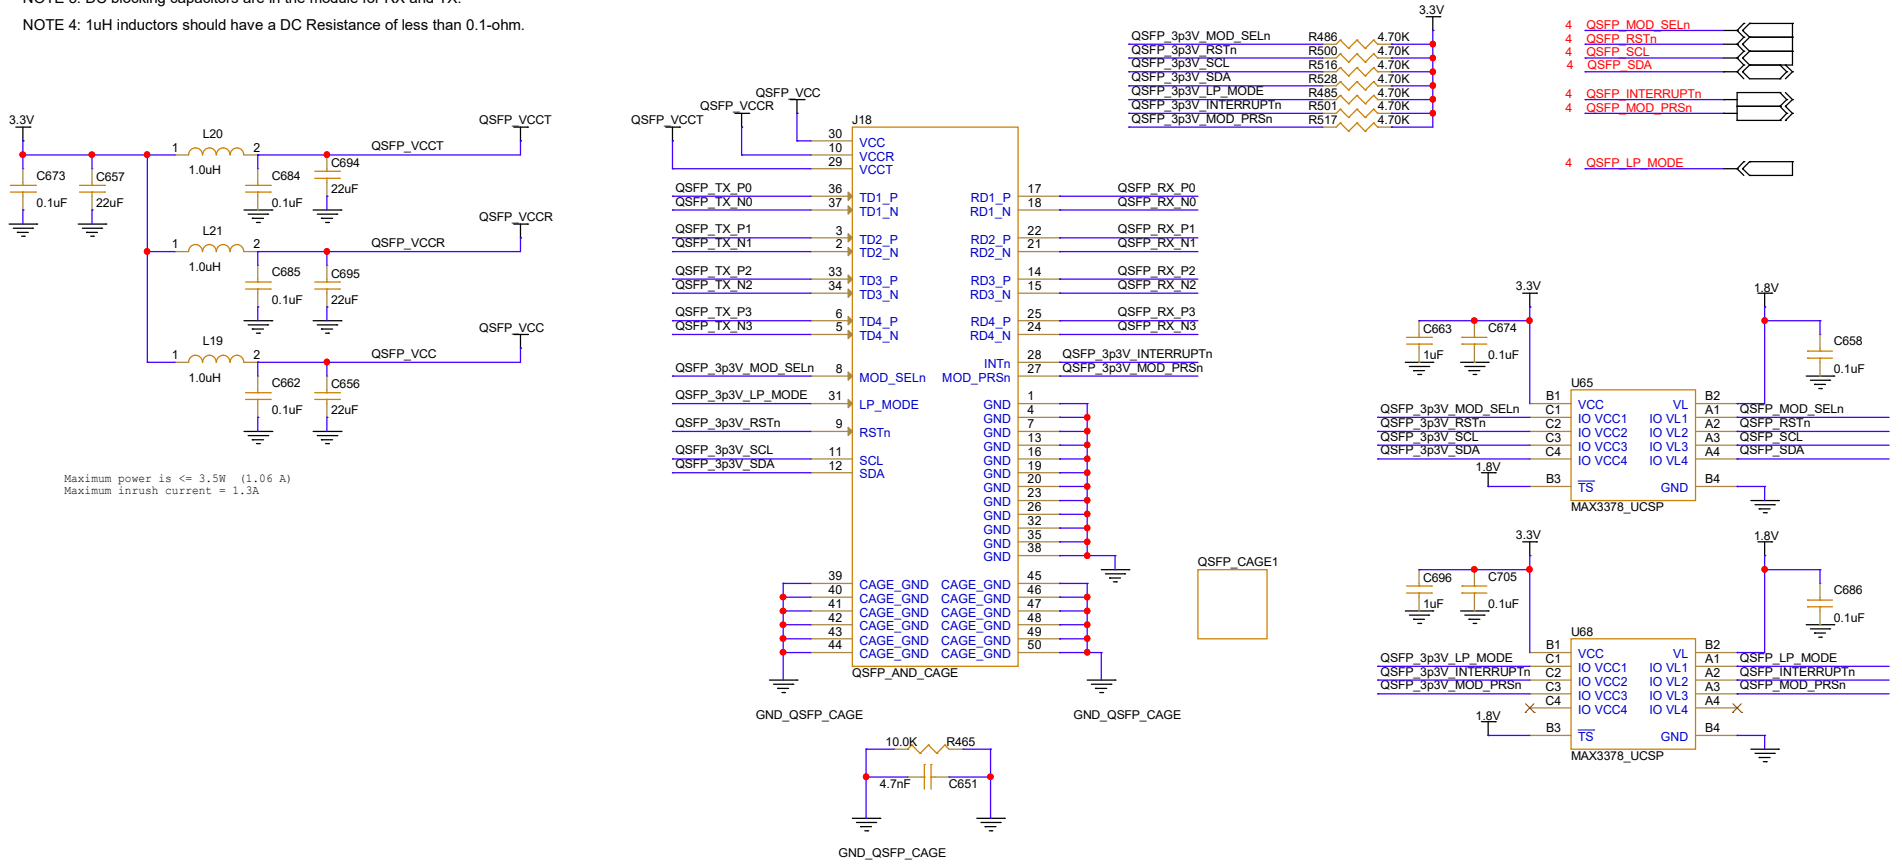 NOTE 3: DC blocking capacitors are in the module for RX and TX.
NOTE 4: 1uH inductors should have a DC Resistance of less than 0.1-ohm.
3.3V
L20
1 2
1.0uH
QSFP_VCCT
QSFP_VCCT
C673
0.1uF
C657
22uF
C684
0.1uF
C694
22uF
L21
1 2
1.0uH
QSFP_VCCR
QSFP_VCCR
C685
0.1uF
C695
22uF
L19
1 2
1.0uH
QSFP_VCC
QSFP_VCC
C662
0.1uF
C656
22uF
Maximum power is <= 3.5W (1.06 A)
Maximum inrush current = 1.3A
QSFP_VCC
QSFP_VCCR
QSFP_VCCT
J18
30 VCC
10 VCCR
29 VCCT
QSFP_TX_P0 36 TD1_P RD1_P 17 QSFP_RX_P0
QSFP_TX_N0 37 TD1_N RD1_N 18 QSFP_RX_N0
QSFP_TX_P1 3 TD2_P RD2_P 22 QSFP_RX_P1
QSFP_TX_N1 2 TD2_N RD2_N 21 QSFP_RX_N1
QSFP_TX_P2 33 TD3_P RD3_P 14 QSFP_RX_P2
QSFP_TX_N2 34 TD3_N RD3_N 15 QSFP_RX_N2
QSFP_TX_P3 6 TD4_P RD4_P 25 QSFP_RX_P3
QSFP_TX_N3 5 TD4_N RD4_N 24 QSFP_RX_N3
INTn 28 QSFP_3p3V_INTERRUPTn
QSFP_3p3V_MOD_SELn 8 MOD_SELn MOD_PRSn 27 QSFP_3p3V_MOD_PRSn
QSFP_3p3V_LP_MODE 31 LP_MODE GND 1
GND 4
QSFP_3p3V_RSTn 9 RSTn GND 7
GND 13
QSFP_3p3V_SCL 11 SCL GND 16
QSFP_3p3V_SDA 12 SDA GND 19
GND 20
GND 23
GND 26
GND 32
GND 35
GND 38
39 CAGE_GND CAGE_GND 45
40 CAGE_GND CAGE_GND 46
41 CAGE_GND CAGE_GND 47
42 CAGE_GND CAGE_GND 48
43 CAGE_GND CAGE_GND 49
44 CAGE_GND CAGE_GND 50
QSFP_AND_CAGE
GND_QSFP_CAGE
GND_QSFP_CAGE
10.0K R465
4.7nF C651
GND_QSFP_CAGE
QSFP_CAGE1
3.3V
QSFP_3p3V_MOD_SELn R486 4.70K
QSFP_3p3V_RSTn R500 4.70K
QSFP_3p3V_SCL R516 4.70K
QSFP_3p3V_SDA R528 4.70K
QSFP_3p3V_LP_MODE R485 4.70K
QSFP_3p3V_INTERRUPTn R501 4.70K
QSFP_3p3V_MOD_PRSn R517 4.70K
4 QSFP_MOD_SELn
4 QSFP_RSTn
4 QSFP_SCL
4 QSFP_SDA
4 QSFP_INTERRUPTn
4 QSFP_MOD_PRSn
4 QSFP_LP_MODE
3.3V
1.8V
C663
1uF
C674
0.1uF
C658
0.1uF
U65
B1 VCC VL B2
QSFP_3p3V_MOD_SELn C1 IO VCC1 IO VL1 A1 QSFP_MOD_SELn
QSFP_3p3V_RSTn C2 IO VCC2 IO VL2 A2 QSFP_RSTn
QSFP_3p3V_SCL C3 IO VCC3 IO VL3 A3 QSFP_SCL
QSFP_3p3V_SDA C4 IO VCC4 IO VL4 A4 QSFP_SDA
1.8V
B3 TS GND B4
MAX3378_UCSP
3.3V
1.8V
C696
1uF
C705
0.1uF
C686
0.1uF
U68
B1 VCC VL B2
QSFP_3p3V_LP_MODE C1 IO VCC1 IO VL1 A1 QSFP_LP_MODE
QSFP_3p3V_INTERRUPTn C2 IO VCC2 IO VL2 A2 QSFP_INTERRUPTn
QSFP_3p3V_MOD_PRSn C3 IO VCC3 IO VL3 A3 QSFP_MOD_PRSn
C4 IO VCC4 IO VL4 A4
1.8V
B3 TS GND B4
MAX3378_UCSP